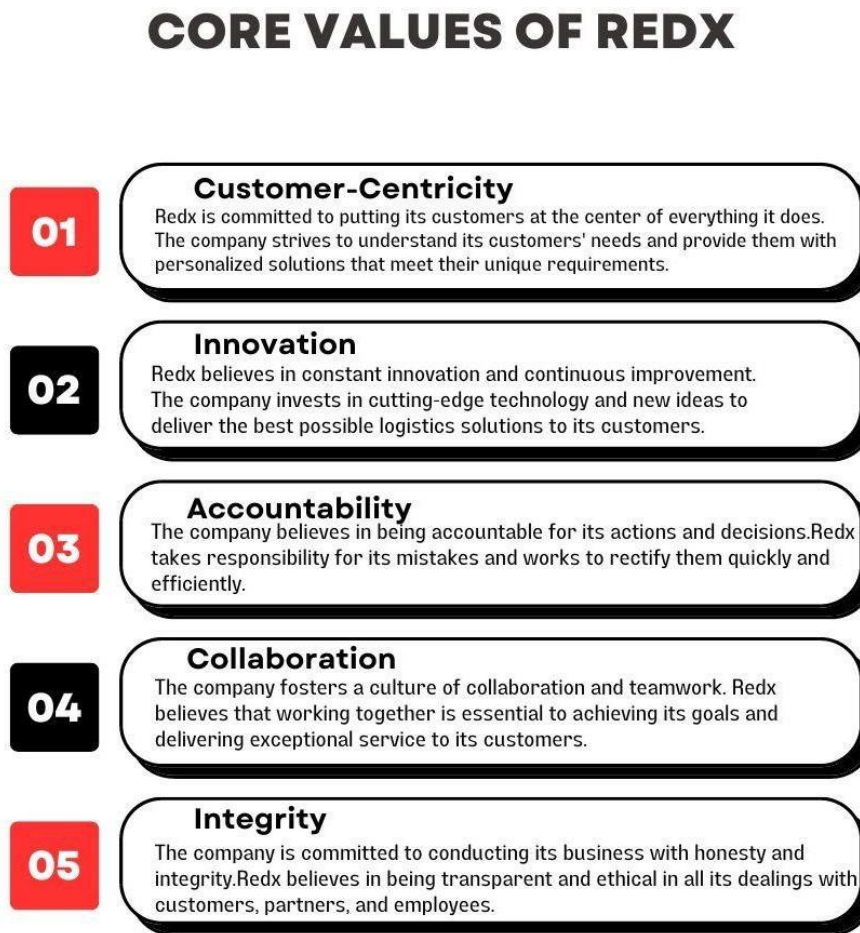 CORE VALUES OF REDX
01
Customer-Centricity
Redx is committed to putting its customers at the center of everything it does.
The company strives to understand its customers' needs and provide them with
personalized solutions that meet their unique requirements.
02
Innovation
Redx believes in constant innovation and continuous improvement.
The company invests in cutting-edge technology and new ideas to
deliver the best possible logistics solutions to its customers.
03
Accountability
The company believes in being accountable for its actions and decisions.Redx
takes responsibility for its mistakes and works to rectify them quickly and
efficiently.
04
Collaboration
The company fosters a culture of collaboration and teamwork. Redx
believes that working together is essential to achieving its goals and
delivering exceptional service to its customers.
05
Integrity
The company is committed to conducting its business with honesty and
integrity.Redx believes in being transparent and ethical in all its dealings with
customers, partners, and employees.